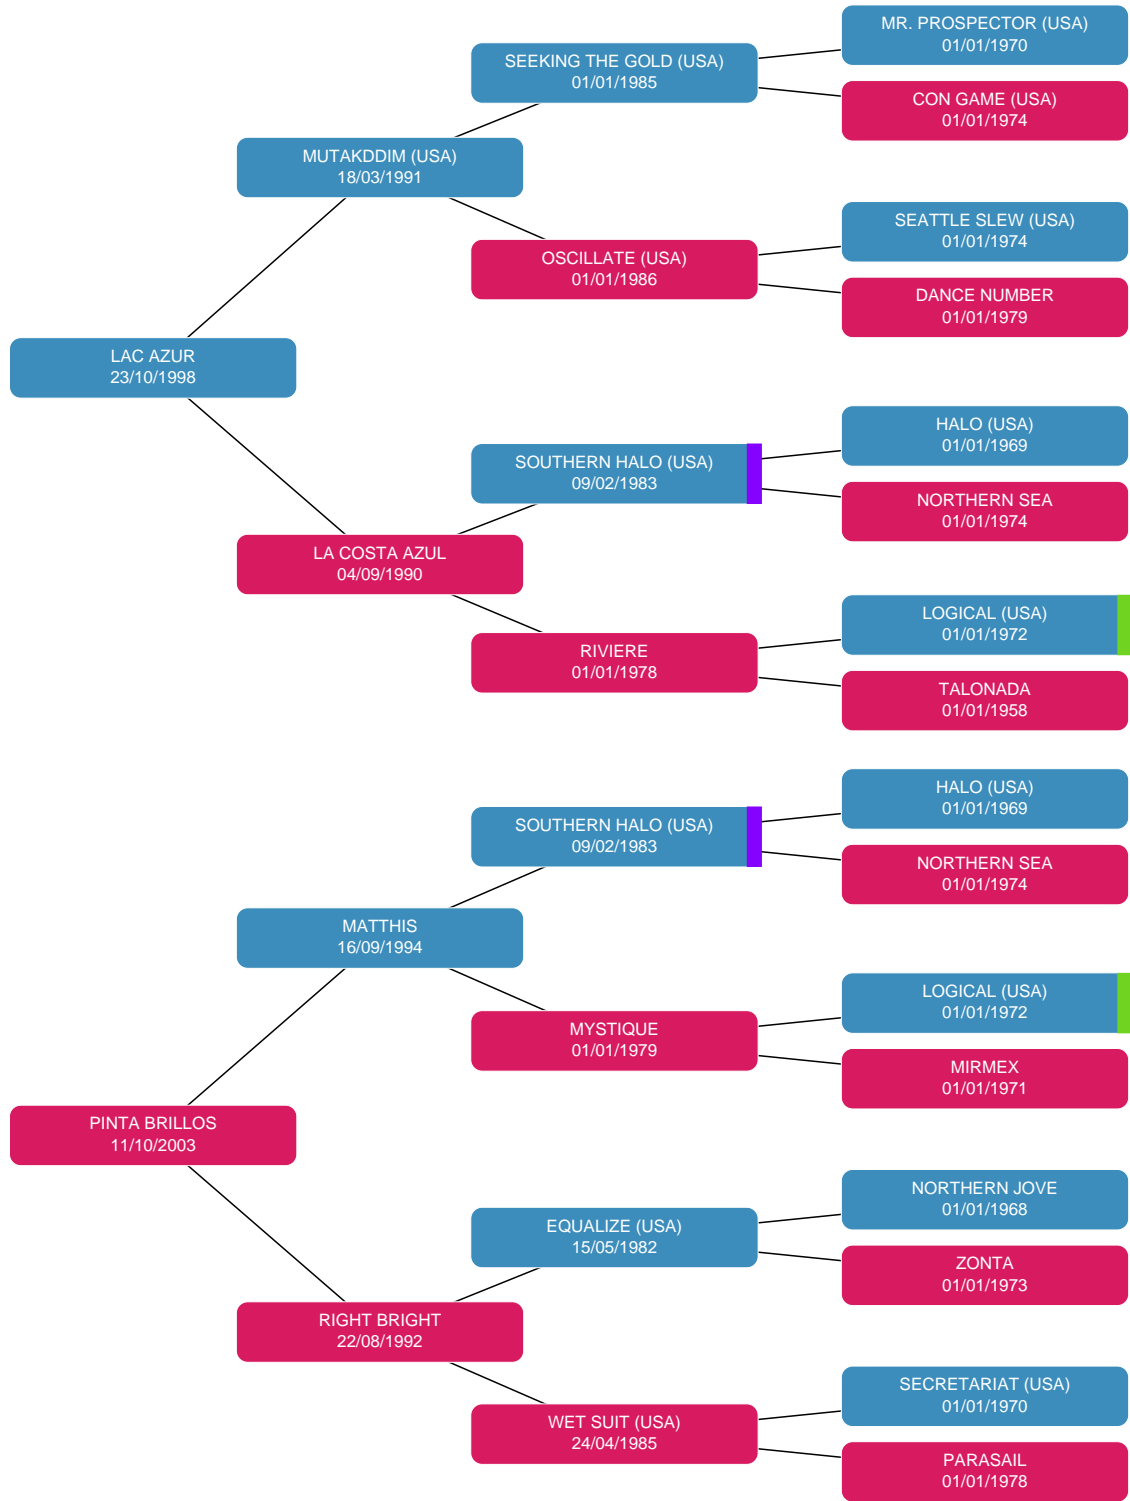 MR. PROSPECTOR (USA)
01/01/1970
SEEKING THE GOLD (USA)
01/01/1985
CON GAME (USA)
01/01/1974
MUTAKDDIM (USA)
18/03/1991
SEATTLE SLEW (USA)
01/01/1974
OSCILLATE (USA)
01/01/1986
DANCE NUMBER
01/01/1979
LAC AZUR
23/10/1998
HALO (USA)
01/01/1969
SOUTHERN HALO (USA)
09/02/1983
NORTHERN SEA
01/01/1974
LA COSTA AZUL
04/09/1990
LOGICAL (USA)
01/01/1972
RIVIERE
01/01/1978
TALONADA
01/01/1958
HALO (USA)
01/01/1969
SOUTHERN HALO (USA)
09/02/1983
NORTHERN SEA
01/01/1974
MATTHIS
16/09/1994
LOGICAL (USA)
01/01/1972
MYSTIQUE
01/01/1979
MIRMEX
01/01/1971
PINTA BRILLOS
11/10/2003
NORTHERN JOVE
01/01/1968
EQUALIZE (USA)
15/05/1982
ZONTA
01/01/1973
RIGHT BRIGHT
22/08/1992
SECRETARIAT (USA)
01/01/1970
WET SUIT (USA)
24/04/1985
PARASAIL
01/01/1978